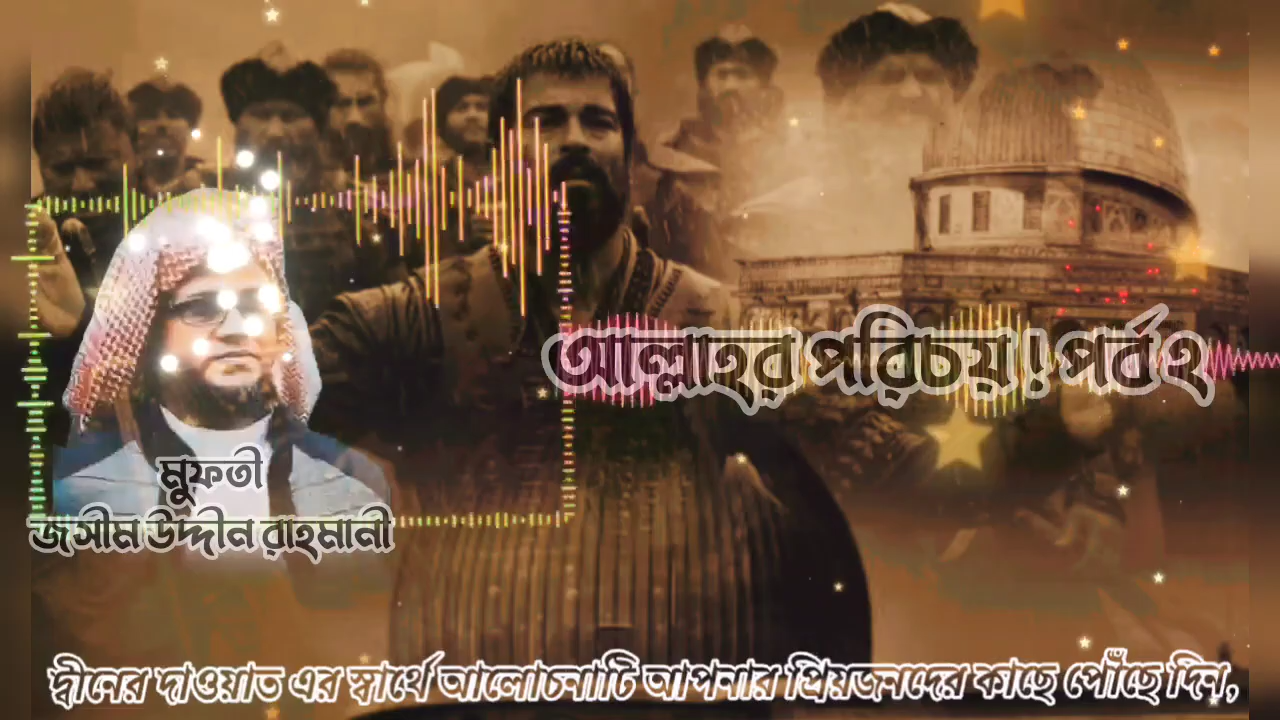 আল্লাহর পরিচয় ! পর্ব ২
মুফতী
জসীম উদ্দীন রাহমানী
দ্বীনের দাওয়াত এর স্বার্থে আলোচনাটি আপনার প্রিয়জনদের কাছে পৌঁছে দিন,